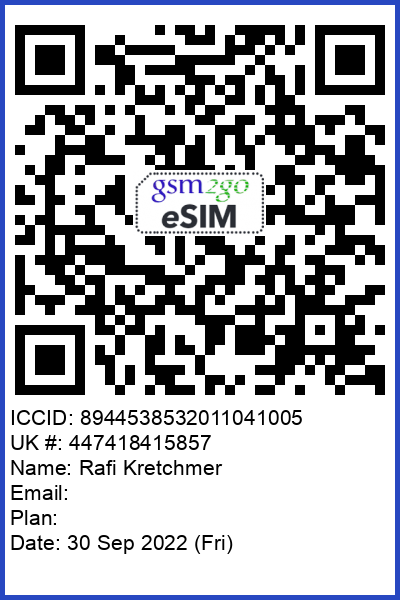 gsm2go
eSIM
ICCID: 8944538532011041005
UK #: 447418415857
Name: Rafi Kretchmer
Email:
Plan:
Date: 30 Sep 2022 (Fri)